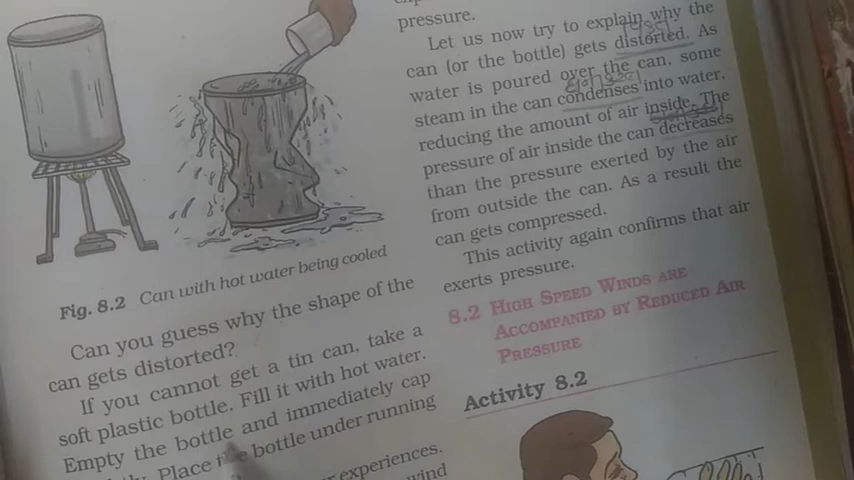 Fig. 8.2 Can with hot water being cooled
Can you guess why the shape of the
can gets distorted?
If you cannot get a tin can, take a
soft plastic bottle. Fill it with hot water.
Empty the bottle and immediately cap
Place the bottle under running
experiences.
wind
pressure.
Let us now try to explain why the
can (or the bottle) gets distorted. As
water is poured over the can, some
steam in the can condenses into water,
reducing the amount of air inside. The
pressure of air inside the can decreases
than the pressure exerted by the air
from outside the can. As a result the
can gets compressed.
This activity again confirms that air
exerts pressure.
8.2 HIGH SPEED WINDS ARE
ACCOMPANIED BY REDUCED AIR
PRESSURE
Activity 8.2